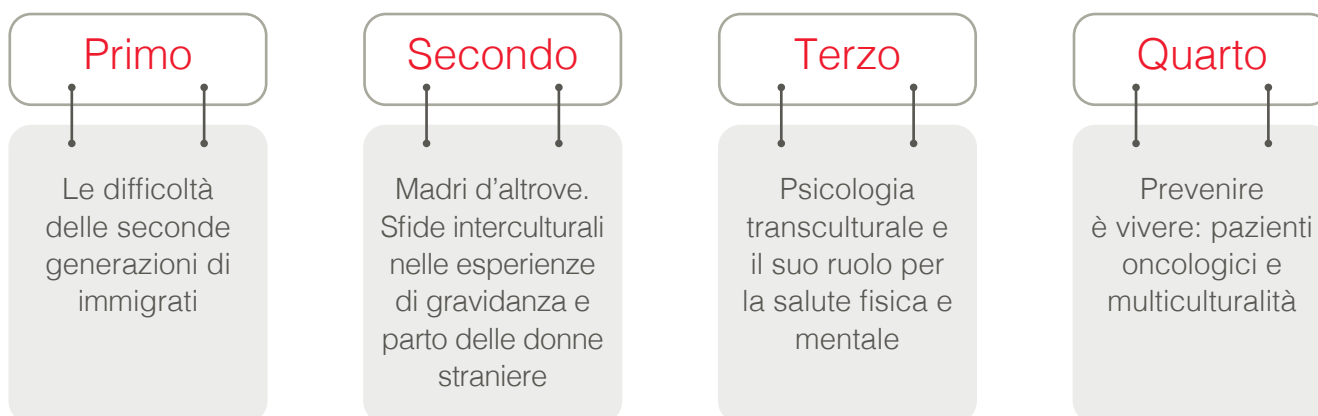 Primo
Le difficoltà
delle seconde
generazioni di
immigrati
Secondo
Madri d’altrove.
Sfide interculturali
nelle esperienze
di gravidanza e
parto delle donne
straniere
Terzo
Psicologia
transculturale e
il suo ruolo per
la salute fisica e
mentale
Quarto
Prevenire
è vivere: pazienti
oncologici e
multiculturalità